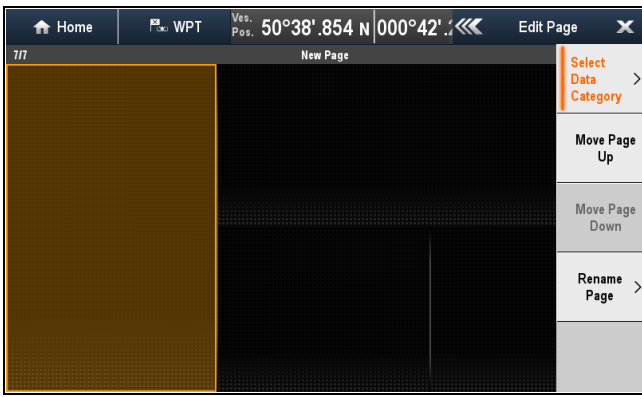 Home
WPT
Ves.
Pos.
50°38'.854 N
000°42'.
Edit Page
X
7/7
New Page
Select
Data
Category
Move Page
Up
Move Page
Down
Rename
Page